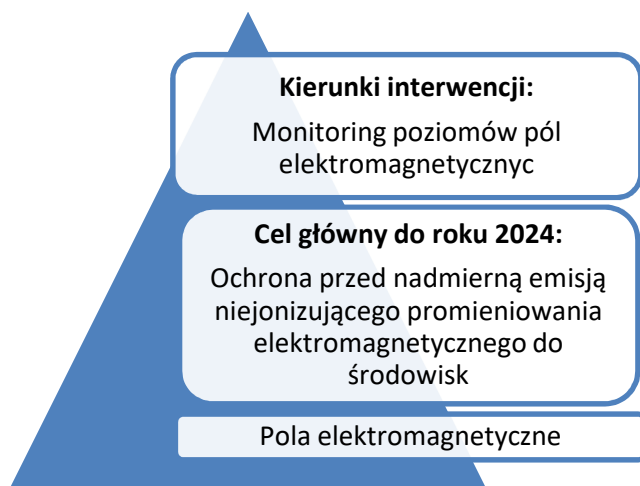 Kierunki interwencji:
Monitoring poziomów pól
elektromagnetycznyc
Cel główny do roku 2024:
Ochrona przed nadmierną emisją
niejonizującego promieniowania
elektromagnetycznego do
środowisk
Pola elektromagnetyczne